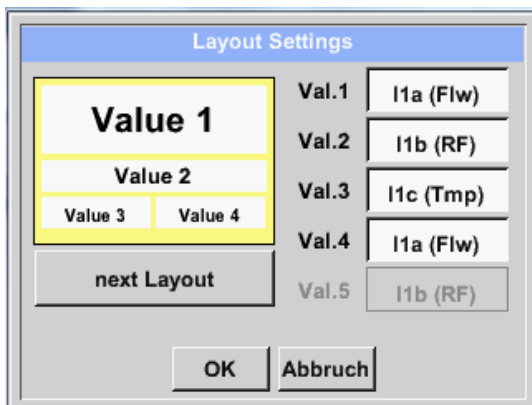 Layout Settings
Value 1
Value 2
Value 3 Value 4
next Layout
Val.1 I1a (Flw)
Val.2 I1b (RF)
Val.3 I1c (Tmp)
Val.4 I1a (Flw)
Val.5 I1b (RF)
OK Abbruch